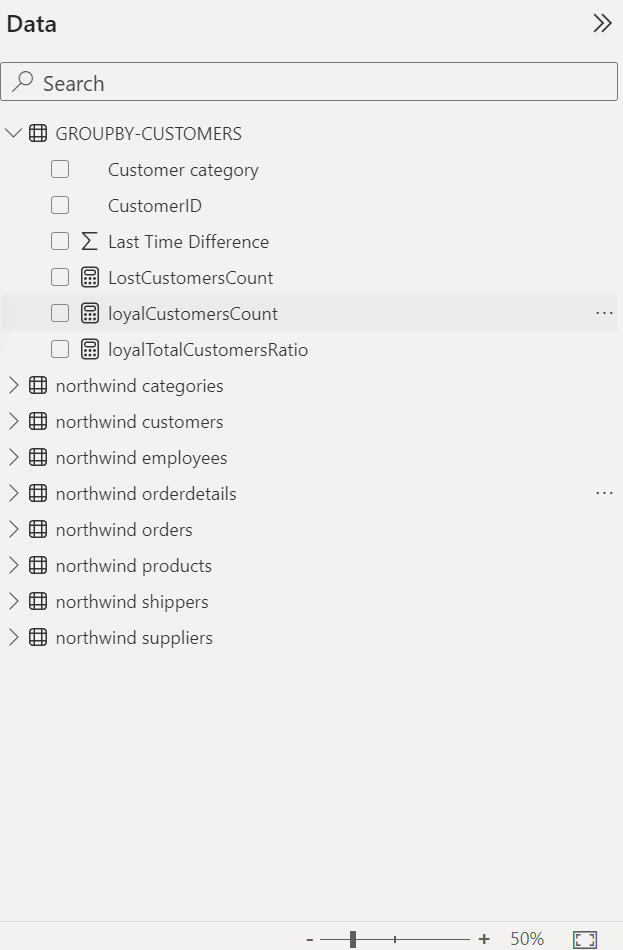 Data
Search
GROUPBY-CUSTOMERS
Customer category
CustomerID
Last Time Difference
LostCustomersCount
loyalCustomersCount
loyalTotalCustomersRatio
northwind categories
northwind customers
northwind employees
northwind orderdetails
northwind orders
northwind products
northwind shippers
northwind suppliers
- + 50%